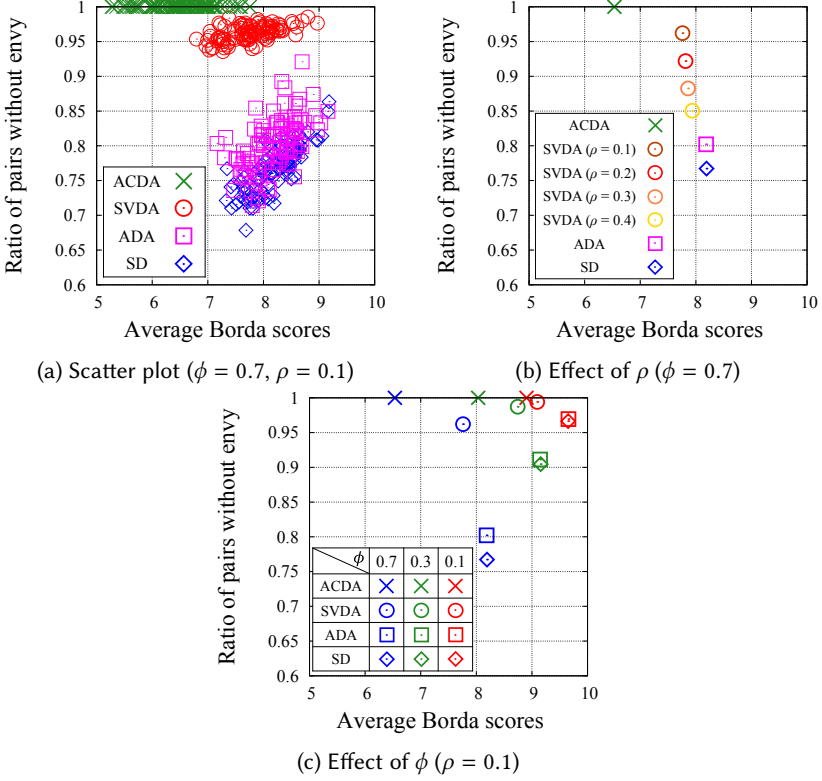 Ratio of pairs without envy
1
0.95
0.9
0.85
0.8
0.75
0.7
0.65
0.6
ACDA
SVDA
ADA
SD
5 6 7 8 9 10
Average Borda scores
(a) Scatter plot (ϕ = 0.7, ρ = 0.1)
Ratio of pairs without envy
1
0.95
0.9
0.85
0.8
0.75
0.7
0.65
0.6
ACDA
SVDA (ρ = 0.1)
SVDA (ρ = 0.2)
SVDA (ρ = 0.3)
SVDA (ρ = 0.4)
ADA
SD
5 6 7 8 9 10
Average Borda scores
(b) Effect of ρ (ϕ = 0.7)
Ratio of pairs without envy
1
0.95
0.9
0.85
0.8
0.75
0.7
0.65
0.6
ϕ 0.7 0.3 0.1
ACDA
SVDA
ADA
SD
5 6 7 8 9 10
Average Borda scores
(c) Effect of ϕ (ρ = 0.1)